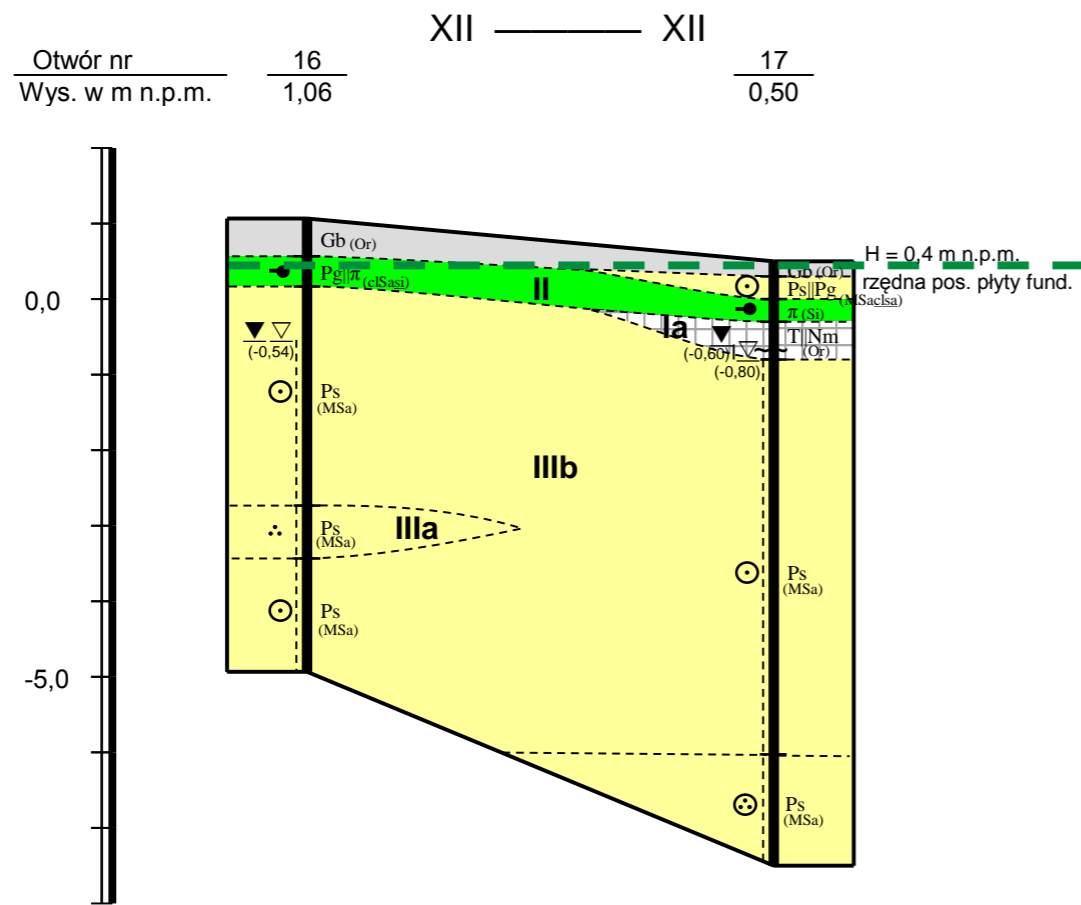 XII ———— XII
Otwór nr 16 17
Wys. w m n.p.m. 1,06 0,50
Gb (Or)
H = 0,4 m n.p.m.
Gb (Or)
Pg||π (clSasi)
II
Ps||Pg
rzędna pos. płyty fund.
(MSaclsa)
0,0
π (Si)
Ia
T||Nm
(Or)
(-0,54)
(-0,60)
(-0,80)
Ps
(MSa)
IIIb
Ps
(MSa)
IIIa
Ps
(MSa)
Ps
(MSa)
-5,0
Ps
(MSa)